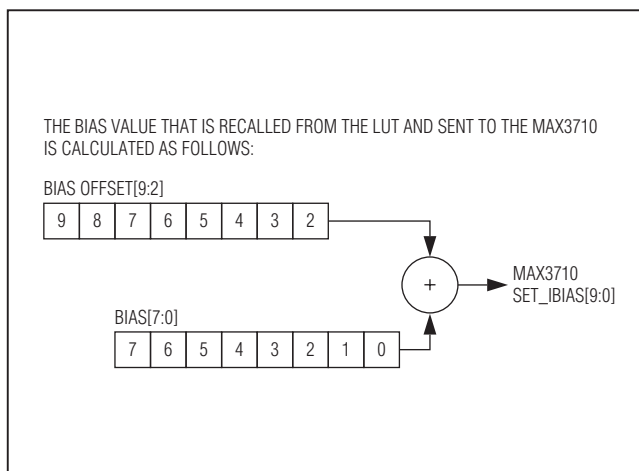 THE BIAS VALUE THAT IS RECALLED FROM THE LUT AND SENT TO THE MAX3710
IS CALCULATED AS FOLLOWS:
BIAS OFFSET[9:2]
9 8 7 6 5 4 3 2
+
MAX3710
SET_IBIAS[9:0]
BIAS[7:0]
7 6 5 4 3 2 1 0